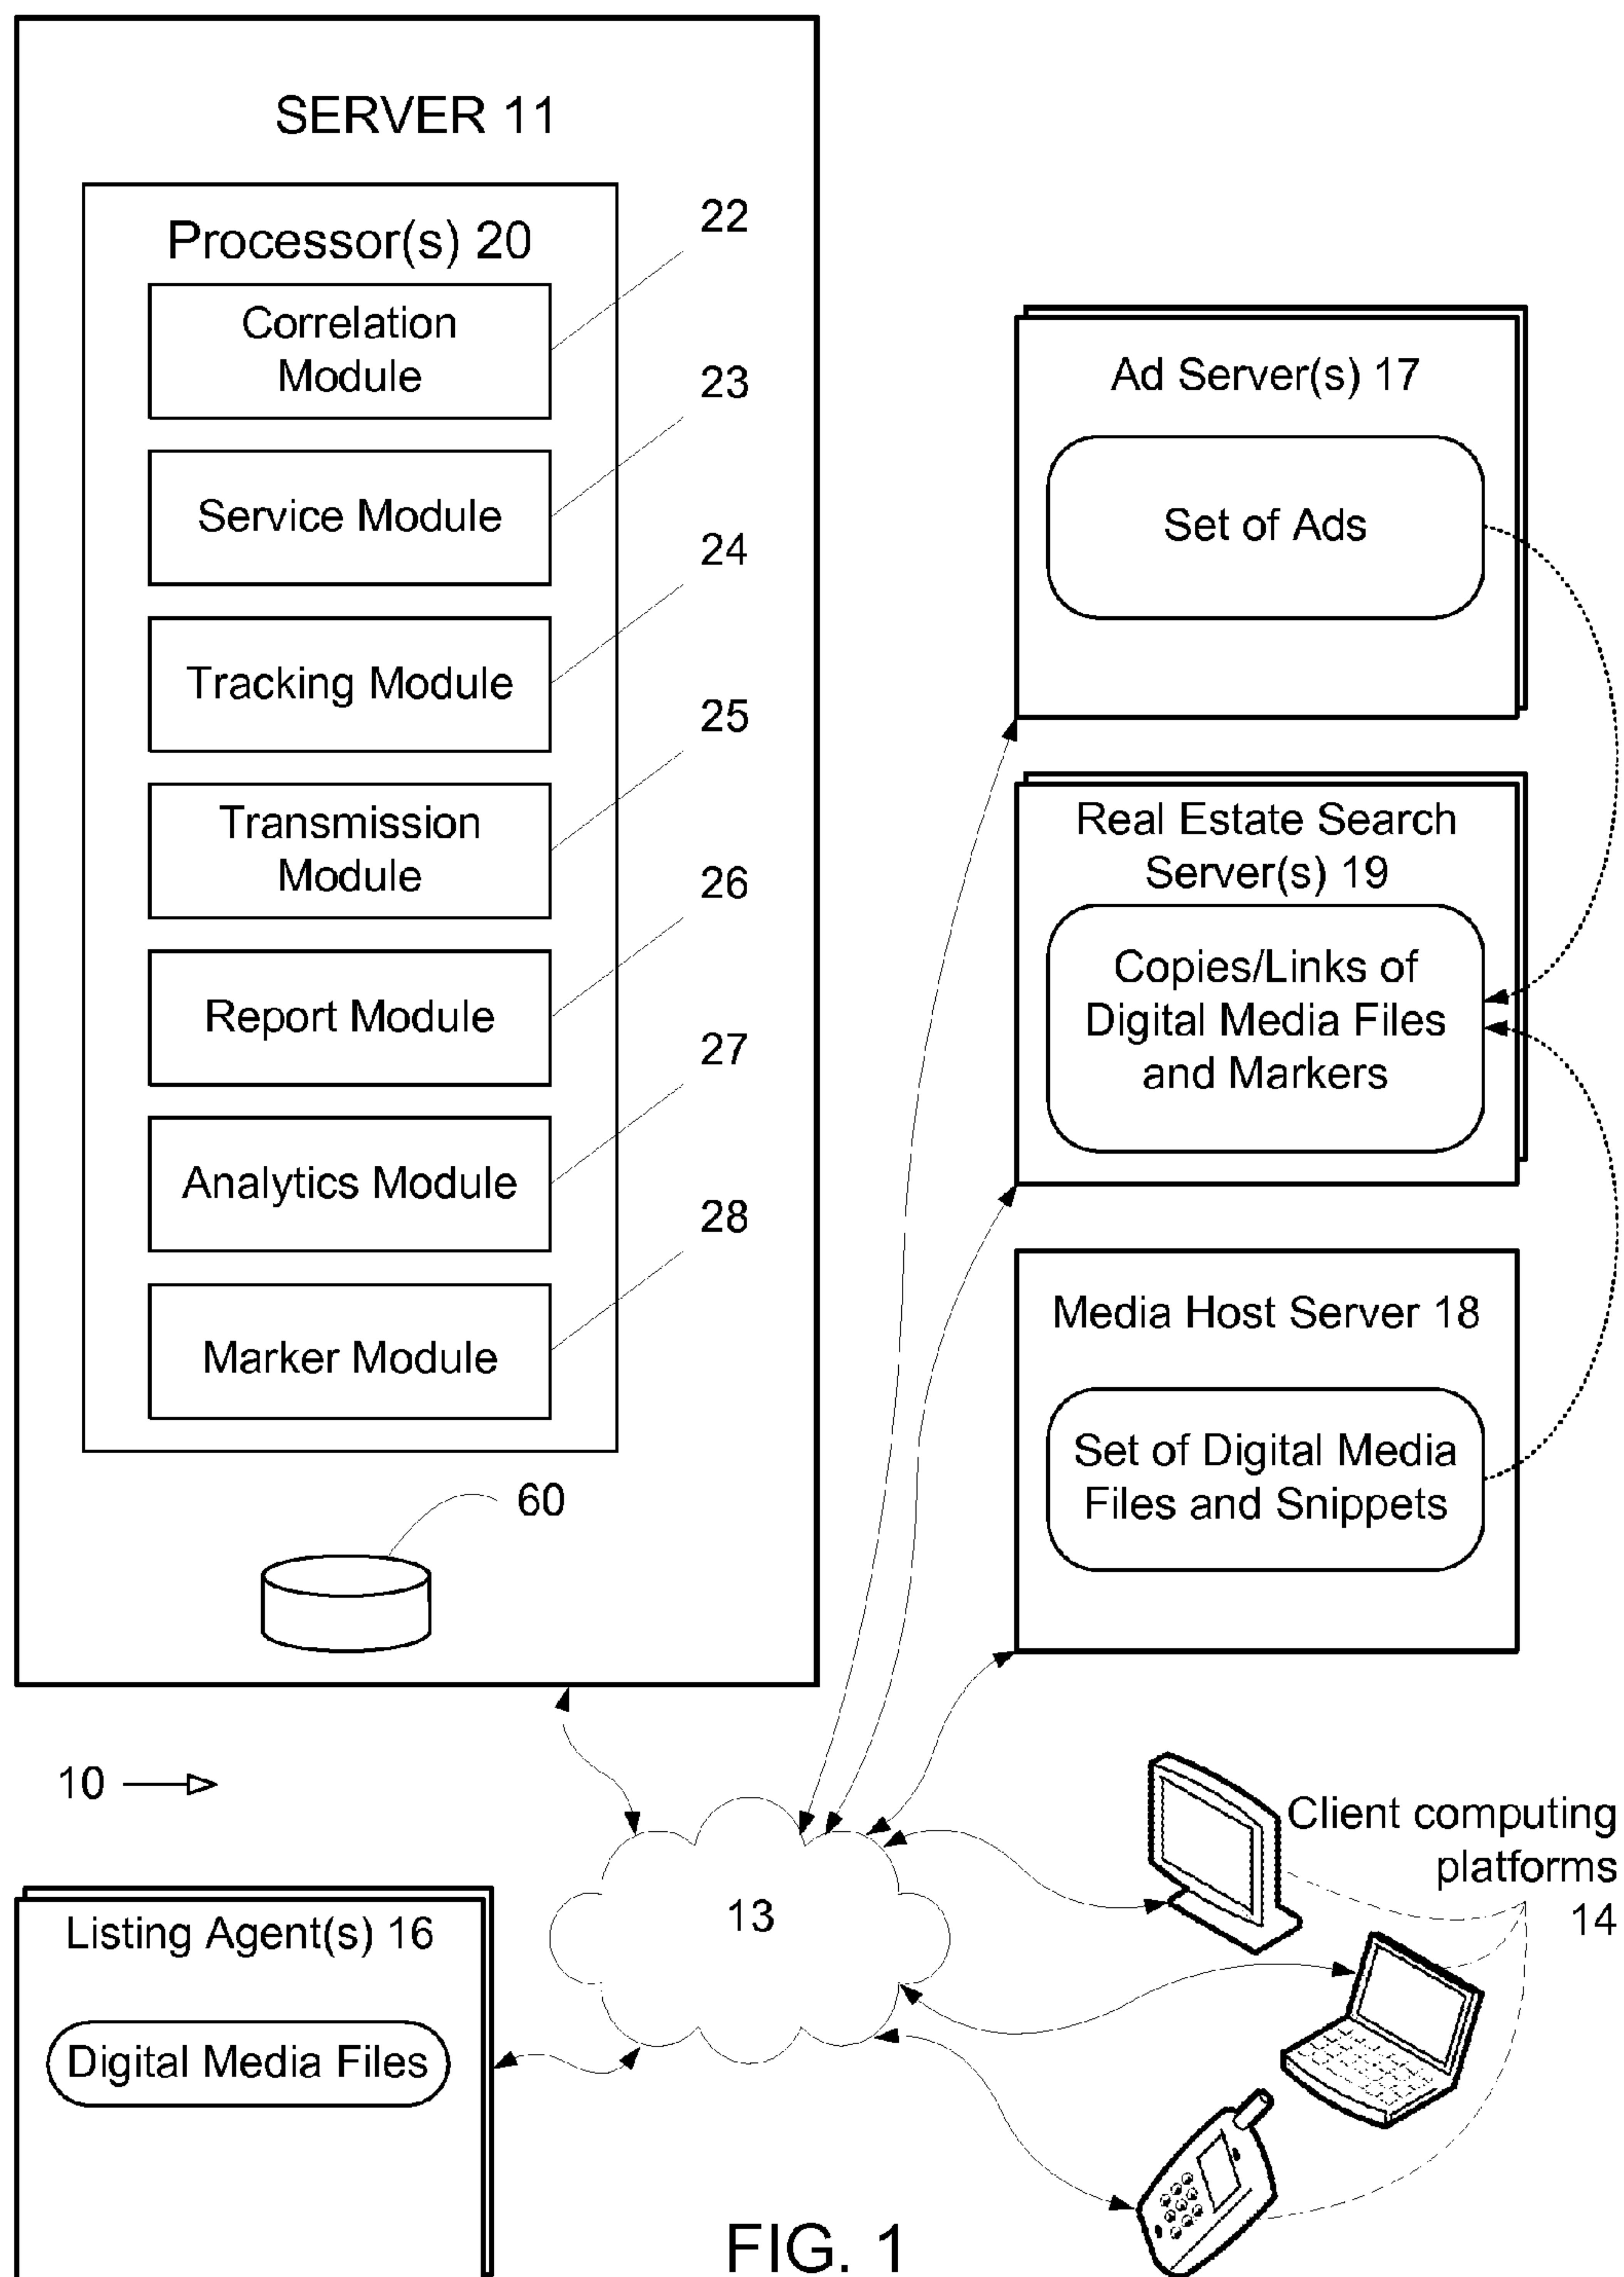 SERVER 11
Processor(s) 20
Correlation
Module
22
Service Module
23
Tracking Module
24
Transmission
Module
25
Report Module
26
Analytics Module
27
Marker Module
28
60
Ad Server(s) 17
Set of Ads
Real Estate Search
Server(s) 19
Copies/Links of
Digital Media Files
and Markers
Media Host Server 18
Set of Digital Media
Files and Snippets
10
13
Client computing
platforms
14
Listing Agent(s) 16
Digital Media Files
FIG. 1